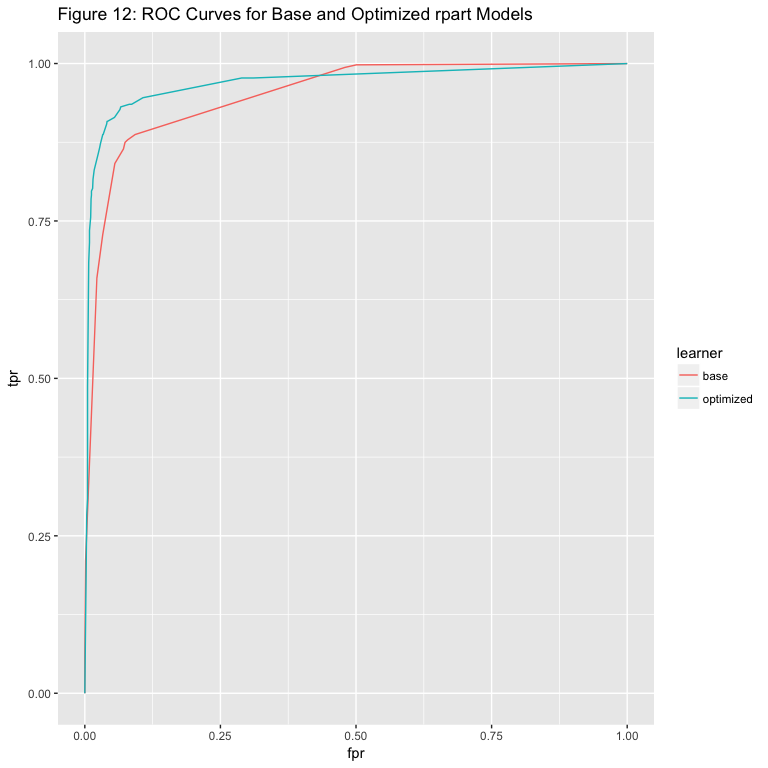 Figure 12: ROC Curves for Base and Optimized rpart Models
1.00
0.75
0.50
0.25
0.00
tpr
0.00 0.25 0.50 0.75 1.00
fpr
learner
base
optimized